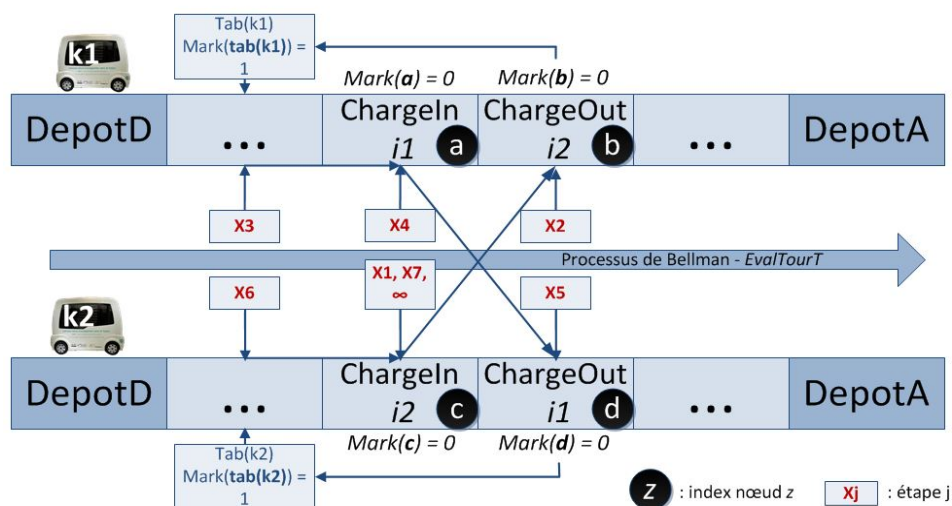 Tab(k1)
Mark(tab(k1)) =
1
k1
Mark(a) = 0
Mark(b) = 0
DepotD
...
ChargeIn
i1
a
ChargeOut
i2
b
...
DepotA
X3
X4
X2
Processus de Bellman - EvalTourT
X6
X1, X7,
∞
X5
k2
DepotD
...
ChargeIn
i2
c
ChargeOut
i1
d
...
DepotA
Tab(k2)
Mark(tab(k2)) =
1
Mark(c) = 0
Mark(d) = 0
z : index nœud z
Xj : étape j